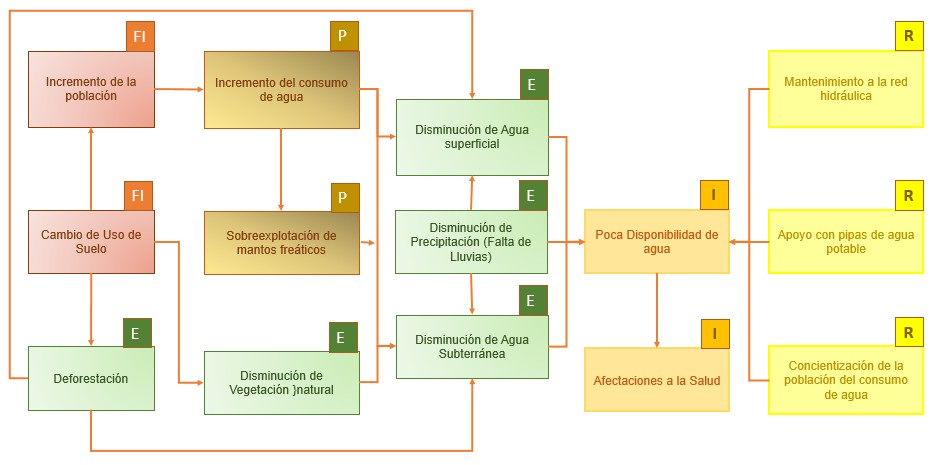 FI
Incremento de la
población
P
Incremento del consumo
de agua
E
Disminución de Agua
superficial
R
Mantenimiento a la red
hidráulica
FI
Cambio de Uso de
Suelo
P
Sobreexplotación de
mantos freáticos
E
Disminución de
Precipitación (Falta de
Lluvias)
I
Poca Disponibilidad de
agua
R
Apoyo con pipas de agua
potable
E
Deforestación
E
Disminución de
Vegetación }natural
E
Disminución de Agua
Subterránea
I
Afectaciones a la Salud
R
Concientización de la
población del consumo de
agua